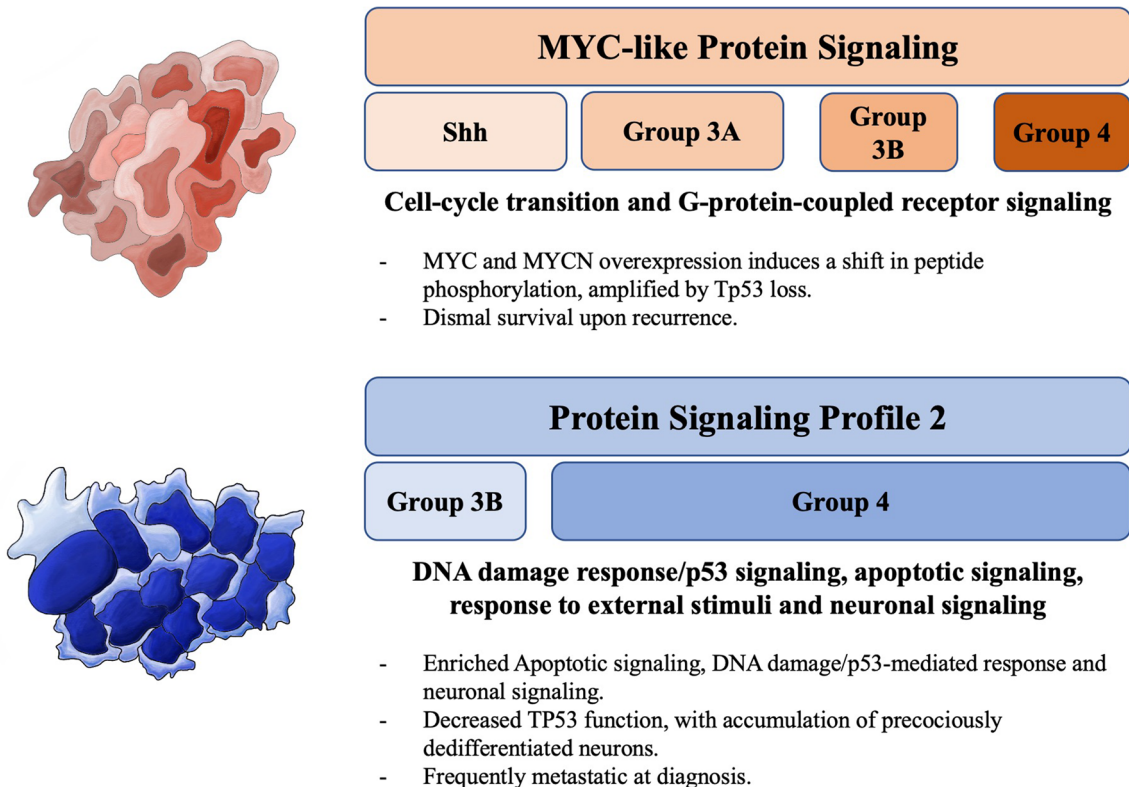 MYC-like Protein Signaling
Shh
Group 3A
Group
3B
Group 4
Cell-cycle transition and G-protein-coupled receptor signaling
- MYC and MYCN overexpression induces a shift in peptide
phosphorylation, amplified by Tp53 loss.
- Dismal survival upon recurrence.
Protein Signaling Profile 2
Group 3B
Group 4
DNA damage response/p53 signaling, apoptotic signaling,
response to external stimuli and neuronal signaling
- Enriched Apoptotic signaling, DNA damage/p53-mediated response and
neuronal signaling.
- Decreased TP53 function, with accumulation of precociously
dedifferentiated neurons.
- Frequently metastatic at diagnosis.